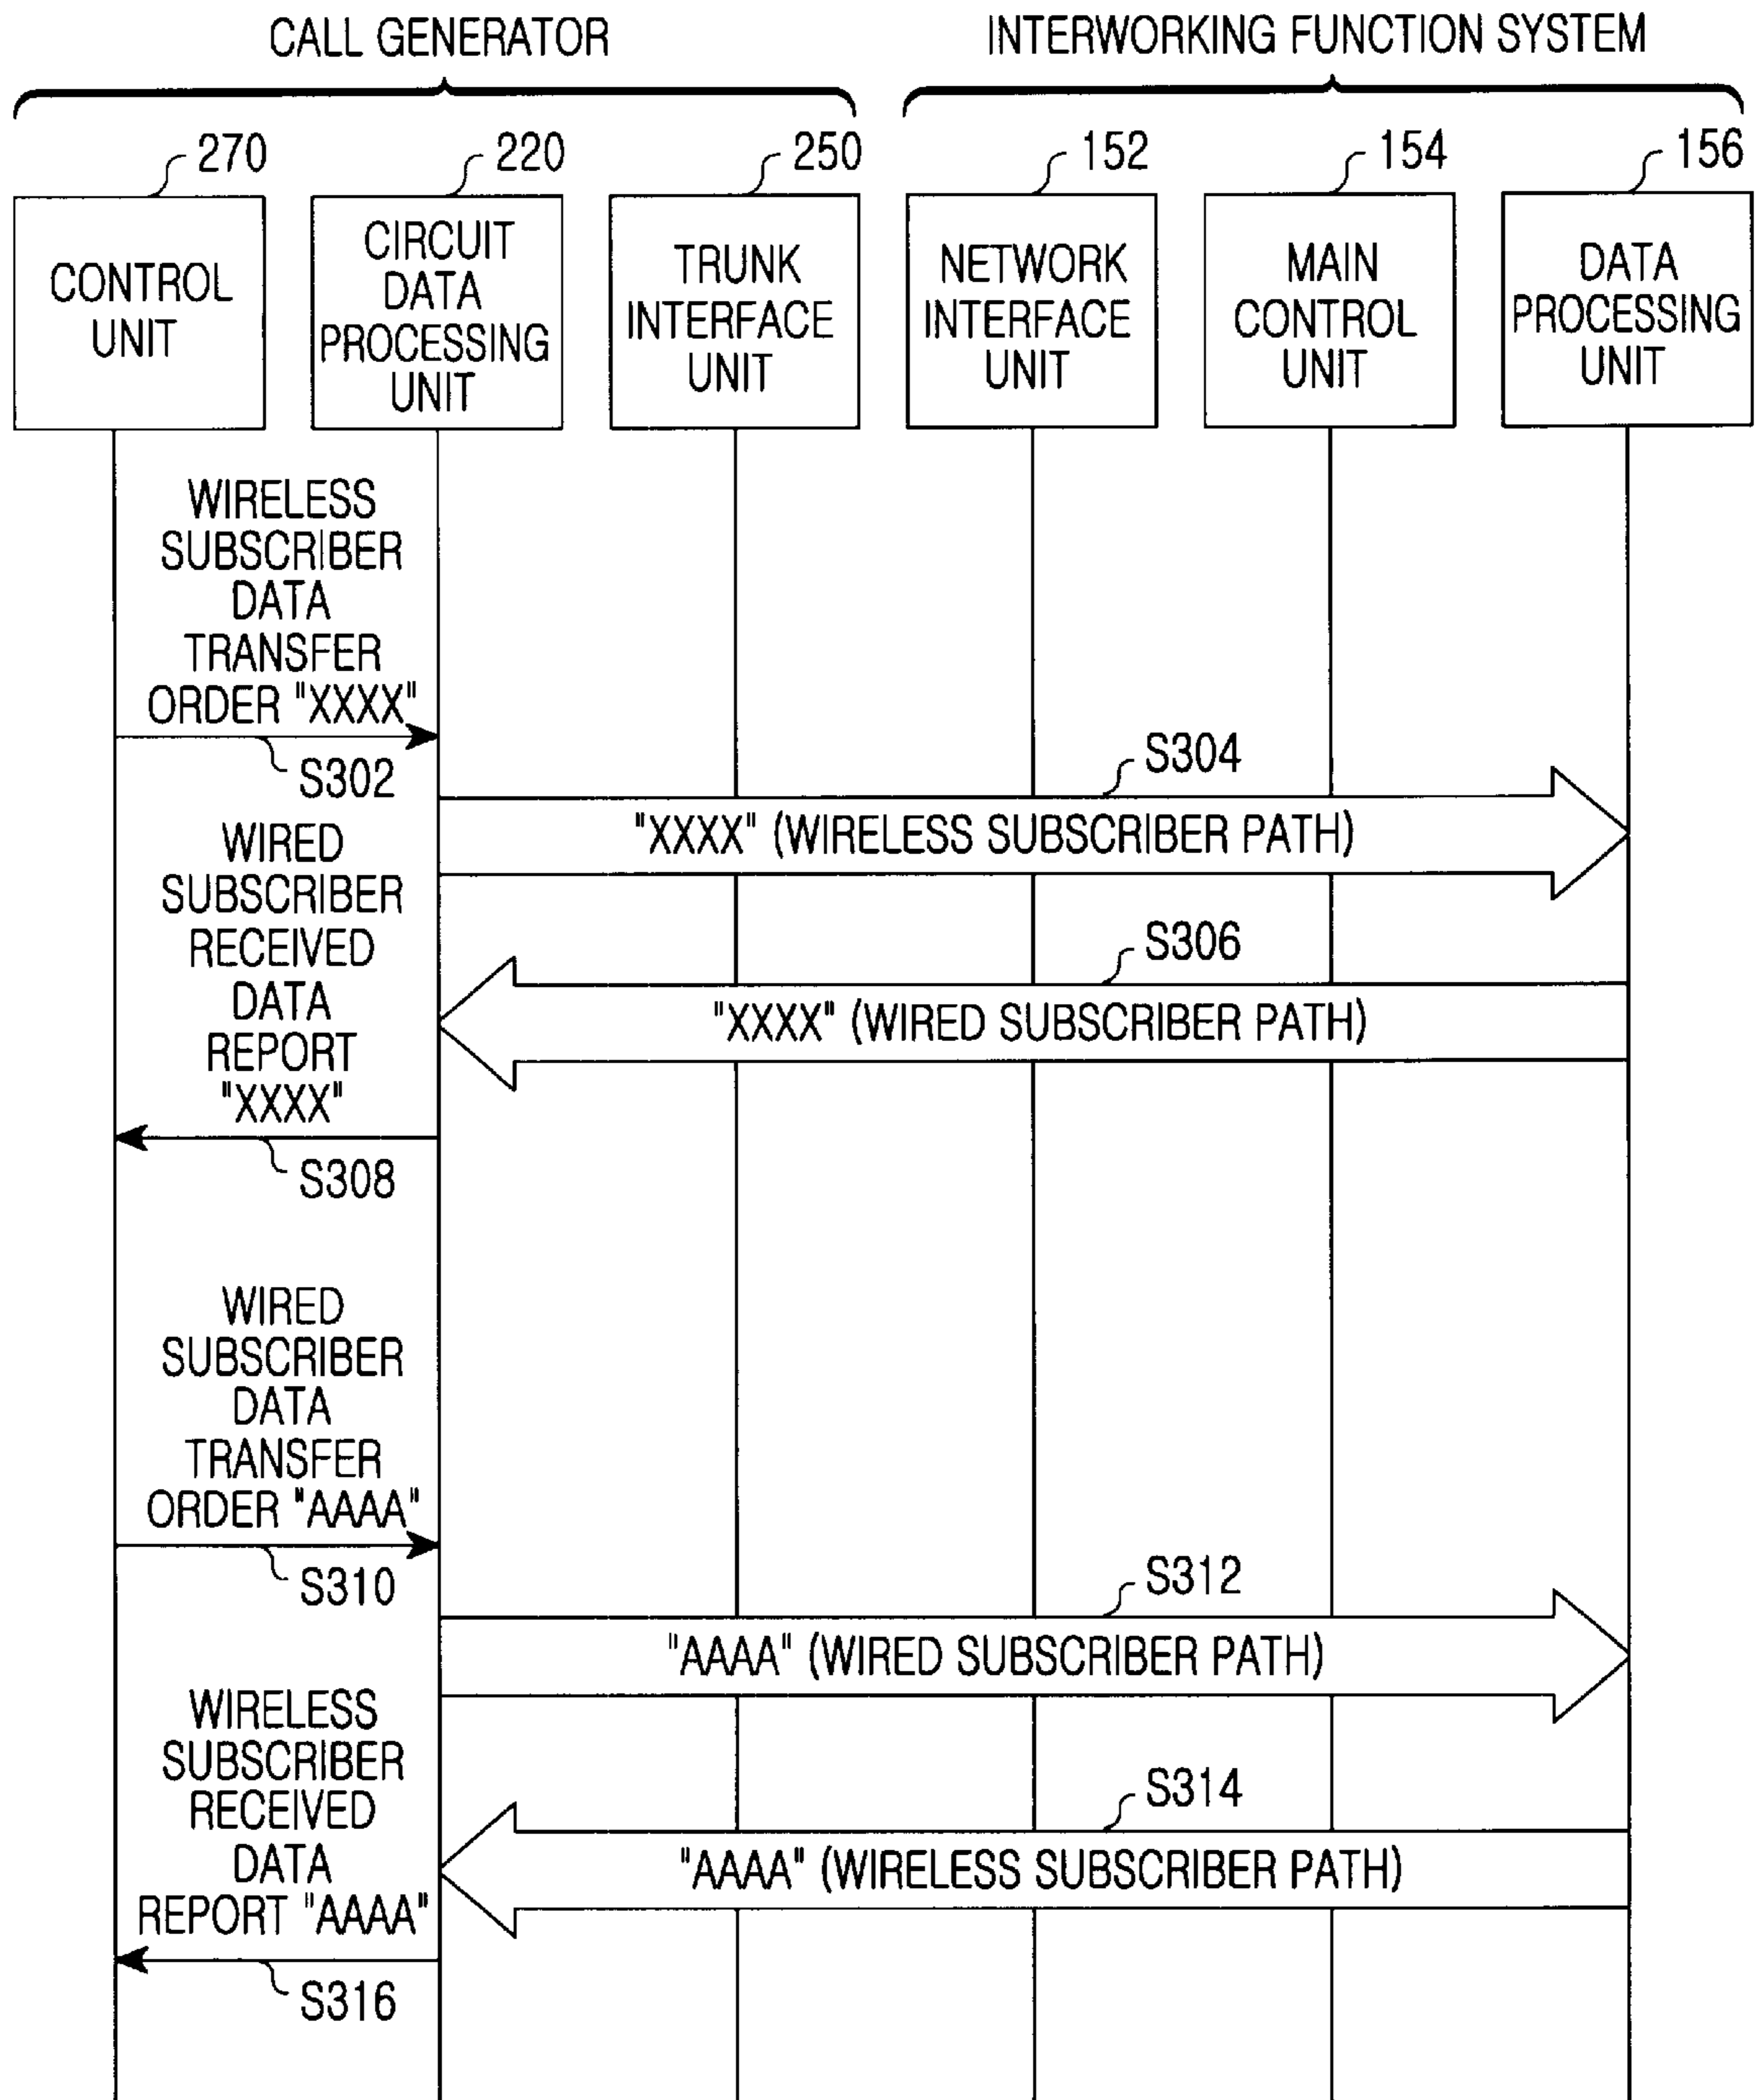 CALL GENERATOR
INTERWORKING FUNCTION SYSTEM
270
220
250
152
154
156
CONTROL
UNIT
CIRCUIT
DATA
PROCESSING
UNIT
TRUNK
INTERFACE
UNIT
NETWORK
INTERFACE
UNIT
MAIN
CONTROL
UNIT
DATA
PROCESSING
UNIT
WIRELESS
SUBSCRIBER
DATA
TRANSFER
ORDER "XXXX"
S302
S304
"XXXX" (WIRELESS SUBSCRIBER PATH)
WIRED
SUBSCRIBER
RECEIVED
DATA
REPORT
"XXXX"
S306
"XXXX" (WIRED SUBSCRIBER PATH)
S308
WIRED
SUBSCRIBER
DATA
TRANSFER
ORDER "AAAA"
S310
S312
"AAAA" (WIRED SUBSCRIBER PATH)
WIRELESS
SUBSCRIBER
RECEIVED
DATA
REPORT "AAAA"
S314
"AAAA" (WIRELESS SUBSCRIBER PATH)
S316